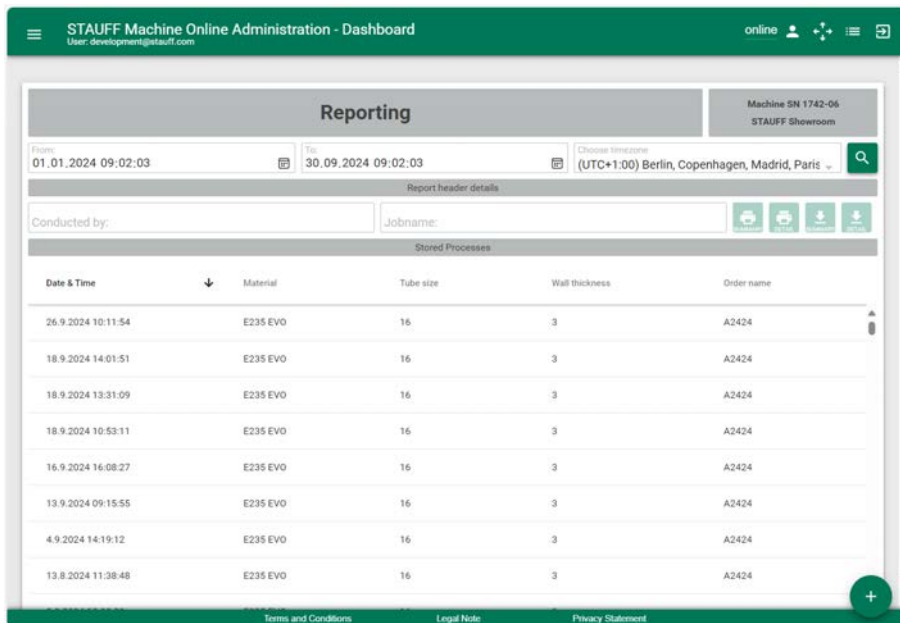 STAUFF Machine Online Administration - Dashboard
User: development@stauff.com
online
Reporting
Machine SN 1742-06
STAUFF Showroom
From:
01.01.2024 09:02:03
To:
30.09.2024 09:02:03
Choose timezone
(UTC+1:00) Berlin, Copenhagen, Madrid, Paris
Report header details
Conducted by:
Jobname:
SUMMARY DETAIL SUMMARY DETAIL
Stored Processes
Date & Time Material Tube size Wall thickness Order name
26.9.2024 10:11:54 E235 EVO 16 3 A2424
18.9.2024 14:01:51 E235 EVO 16 3 A2424
18.9.2024 13:31:09 E235 EVO 16 3 A2424
18.9.2024 10:53:11 E235 EVO 16 3 A2424
16.9.2024 16:08:27 E235 EVO 16 3 A2424
13.9.2024 09:15:55 E235 EVO 16 3 A2424
4.9.2024 14:19:12 E235 EVO 16 3 A2424
13.8.2024 11:38:48 E235 EVO 16 3 A2424
Terms and Conditions Legal Note Privacy Statement